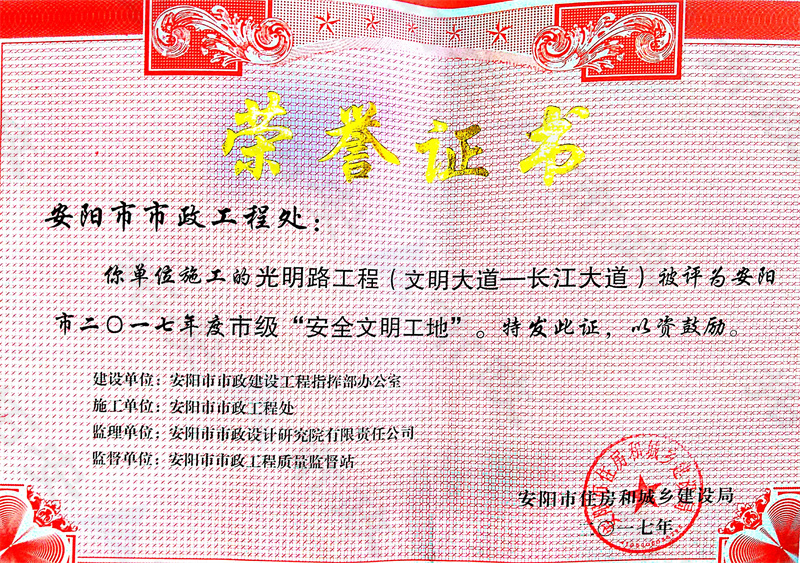 荣誉证书
安阳市市政工程处：
你单位施工的光明路工程（文明大道—长江大道）被评为安阳
市二〇一七年度市级“安全文明工地”。特发此证，以资鼓励。
建设单位：安阳市市政建设工程指挥部办公室
施工单位：安阳市市政工程处
监理单位：安阳市市政设计研究院有限责任公司
监督单位：安阳市市政工程质量监督站
安阳市住房和城乡建设局
一七年